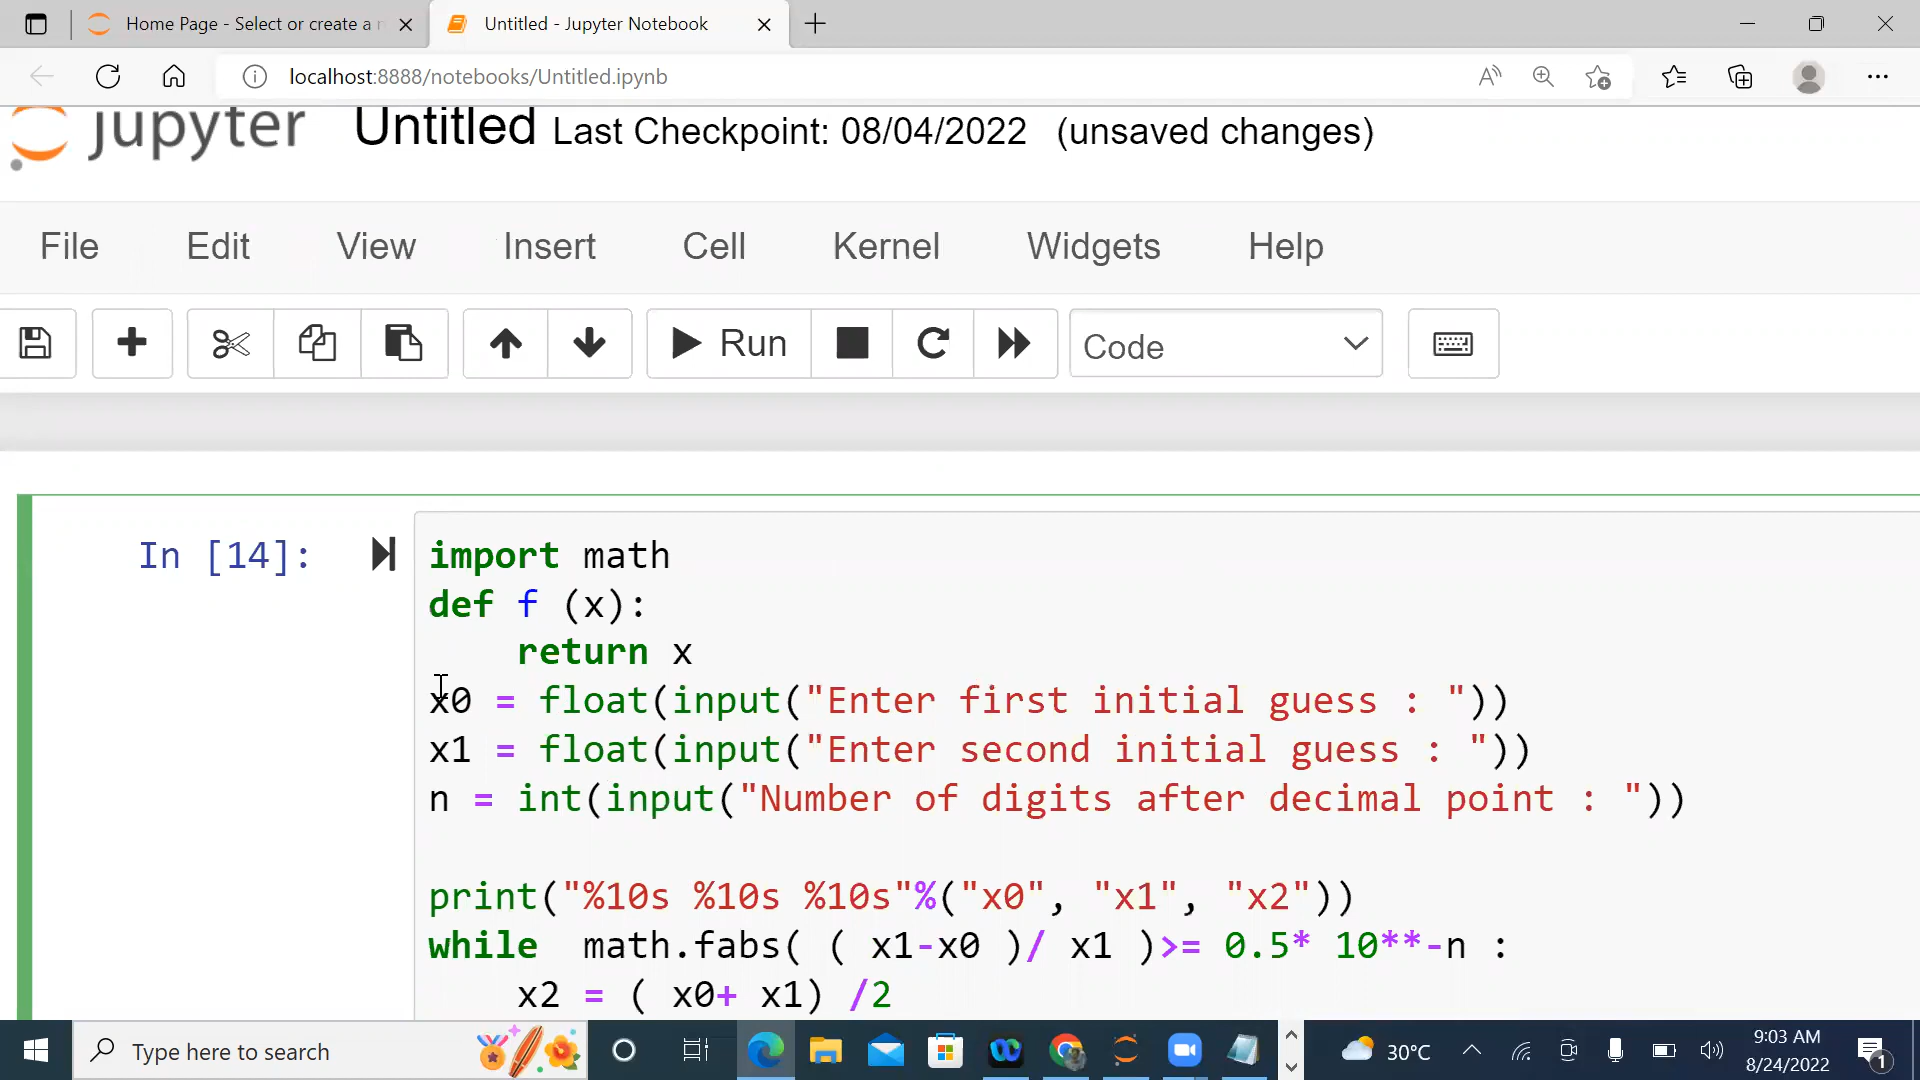 Home Page - Select or create a n
Untitled - Jupyter Notebook
localhost:8888/notebooks/Untitled.ipynb
jupyter Untitled Last Checkpoint: 08/04/2022 (unsaved changes)
File Edit View Insert Cell Kernel Widgets Help
Run Code
In [14]: import math
def f (x):
    return x
x0 = float(input("Enter first initial guess : "))
x1 = float(input("Enter second initial guess : "))
n = int(input("Number of digits after decimal point : "))
print("%10s %10s %10s"%("x0", "x1", "x2"))
while  math.fabs( ( x1-x0 )/ x1 )>= 0.5* 10**-n :
    x2 = ( x0+ x1) /2
Type here to search
30°C
9:03 AM
8/24/2022
1